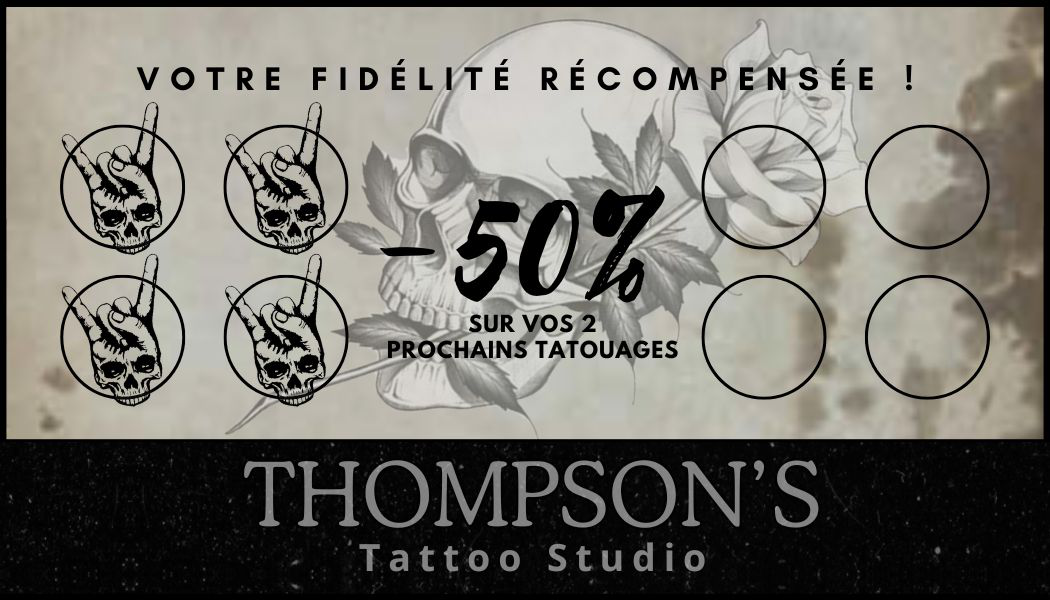 VOTRE FIDÉLITÉ RÉCOMPENSÉE !
-50%
SUR VOS 2
PROCHAINS TATOUAGES
THOMPSON'S
Tattoo Studio